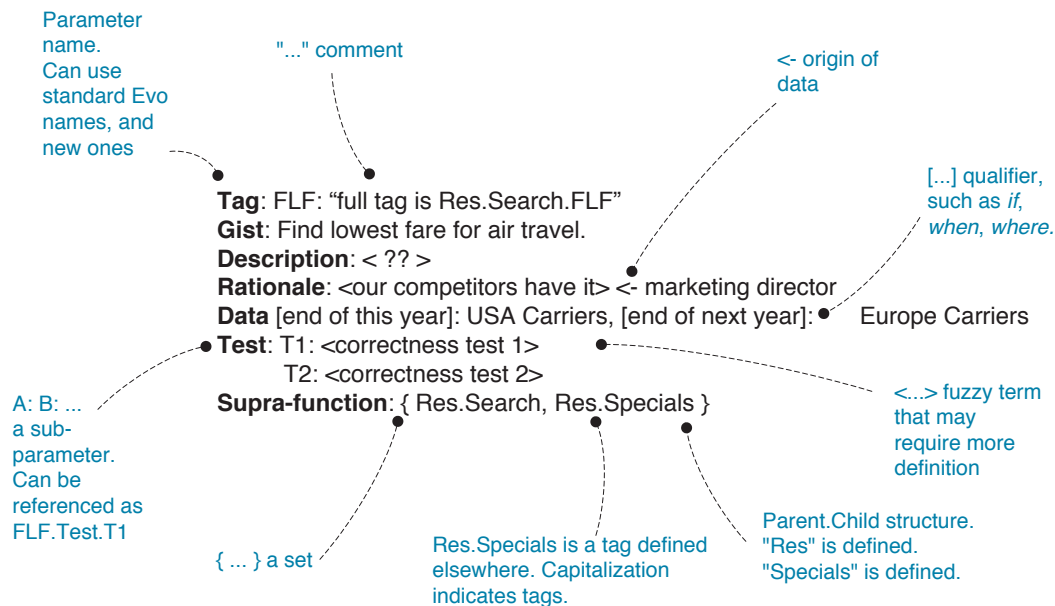 Parameter
name.
Can use
standard Evo
names, and
new ones
"..." comment
<- origin of
data
[...] qualifier,
such as if,
when, where.
Tag: FLF: “full tag is Res.Search.FLF”
Gist: Find lowest fare for air travel.
Description: < ?? >
Rationale: <our competitors have it> <- marketing director
Data [end of this year]: USA Carriers, [end of next year]: Europe Carriers
Test: T1: <correctness test 1>
T2: <correctness test 2>
Supra-function: { Res.Search, Res.Specials }
A: B: ...
a sub-
parameter.
Can be
referenced as
FLF.Test.T1
{ ... } a set
Res.Specials is a tag defined
elsewhere. Capitalization
indicates tags.
<...> fuzzy term
that may
require more
definition
Parent.Child structure.
"Res" is defined.
"Specials" is defined.